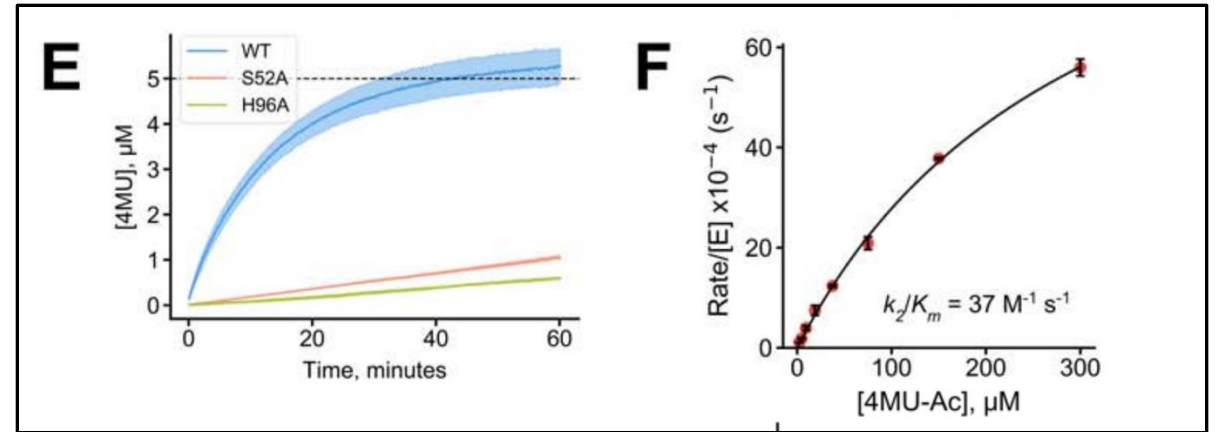 E
WT
S52A
H96A
5
4
3
2
1
0
[4MU], μM
0 20 40 60
Time, minutes
F
60
40
20
0
Rate/[E] x10⁻⁴ (s⁻¹)
k₂/Kₘ = 37 M⁻¹ s⁻¹
0 100 200 300
[4MU-Ac], μM